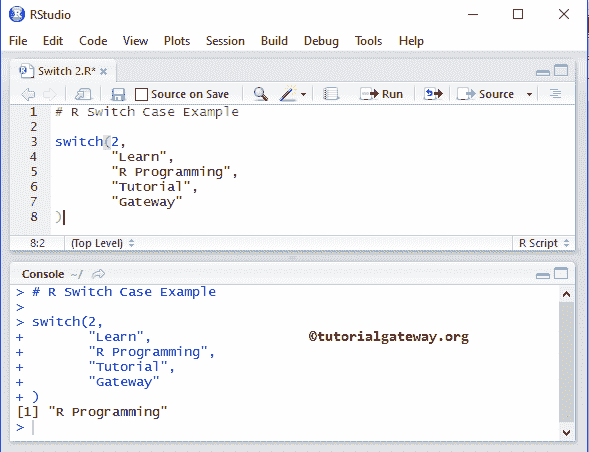 RStudio
File Edit Code View Plots Session Build Debug Tools Help
Switch 2.R*
Source on Save Run Source
1 # R Switch Case Example
2
3 switch(2,
4 "Learn",
5 "R Programming",
6 "Tutorial",
7 "Gateway"
8 )
8:2 (Top Level) R Script
Console ~/
> # R Switch Case Example
>
> switch(2,
+ "Learn",
+ "R Programming",
+ "Tutorial",
+ "Gateway"
+ )
[1] "R Programming"
>
©tutorialgateway.org